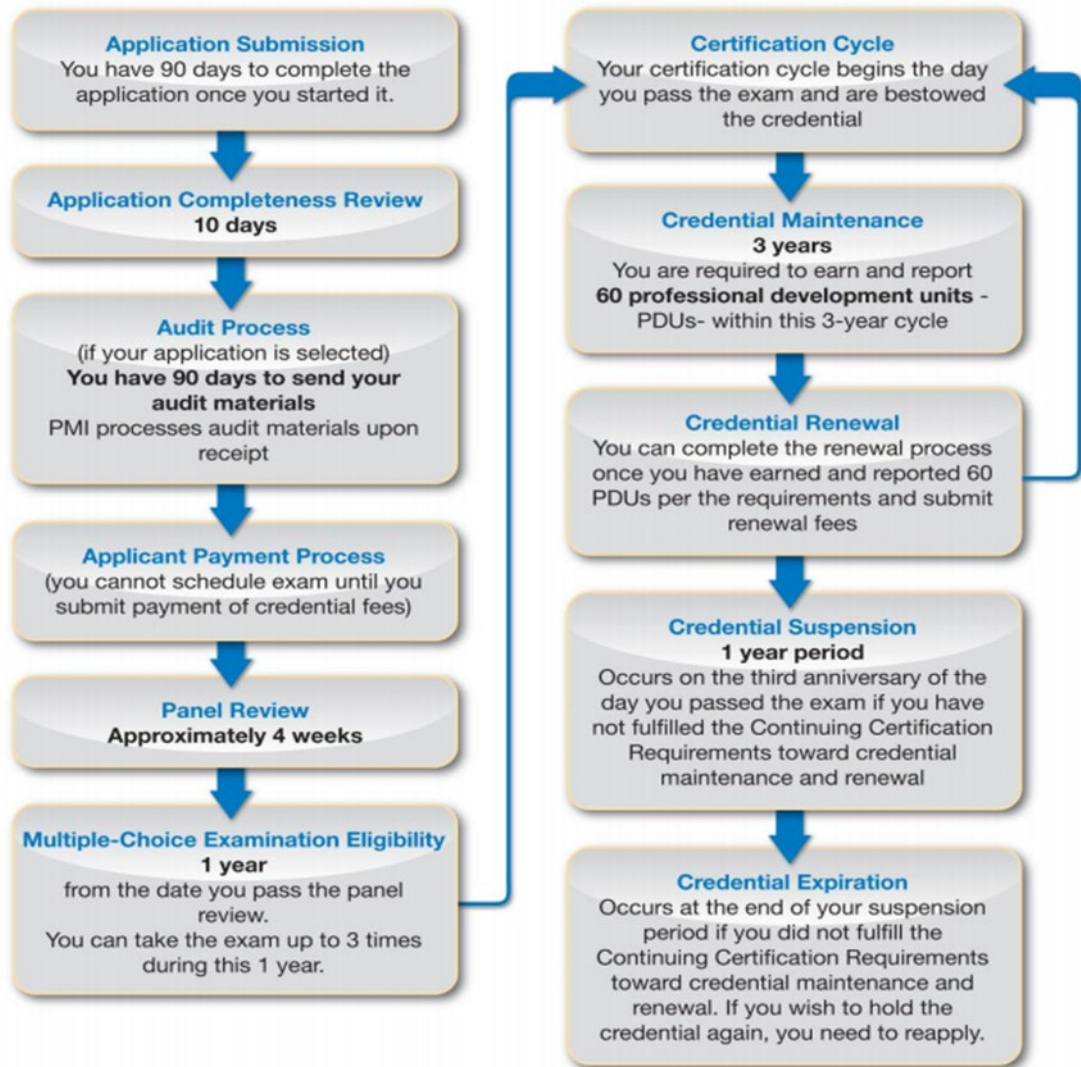 Application Submission
You have 90 days to complete the
application once you started it.
Application Completeness Review
10 days
Audit Process
(if your application is selected)
You have 90 days to send your
audit materials
PMI processes audit materials upon
receipt
Applicant Payment Process
(you cannot schedule exam until you
submit payment of credential fees)
Panel Review
Approximately 4 weeks
Multiple-Choice Examination Eligibility
1 year
from the date you pass the panel
review.
You can take the exam up to 3 times
during this 1 year.
Certification Cycle
Your certification cycle begins the day
you pass the exam and are bestowed
the credential
Credential Maintenance
3 years
You are required to earn and report
60 professional development units -
PDUs- within this 3-year cycle
Credential Renewal
You can complete the renewal process
once you have earned and reported 60
PDUs per the requirements and submit
renewal fees
Credential Suspension
1 year period
Occurs on the third anniversary of the
day you passed the exam if you have
not fulfilled the Continuing Certification
Requirements toward credential
maintenance and renewal
Credential Expiration
Occurs at the end of your suspension
period if you did not fulfill the
Continuing Certification Requirements
toward credential maintenance and
renewal. If you wish to hold the
credential again, you need to reapply.